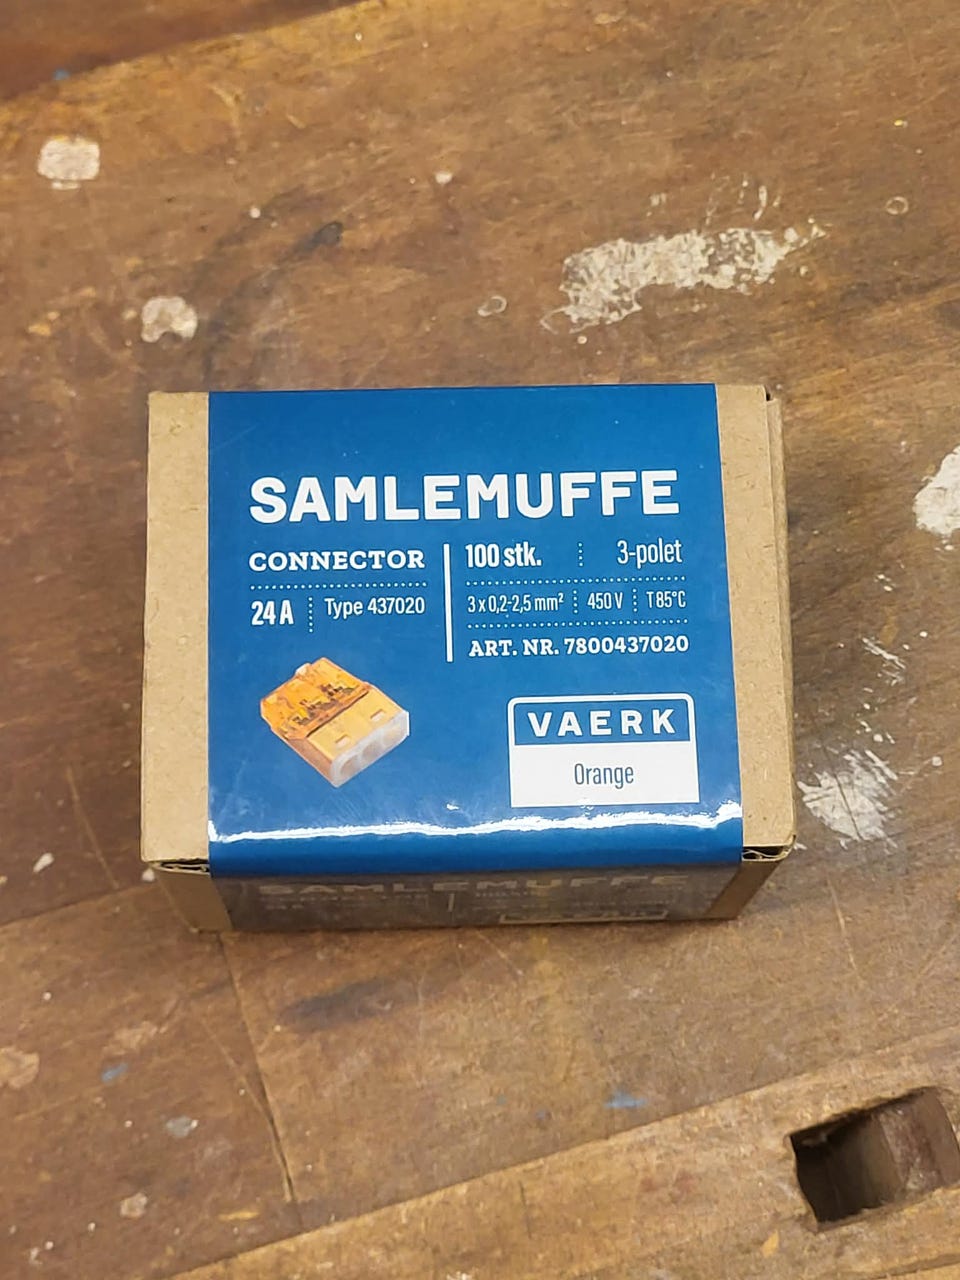 SAMLEMUFFE
CONNECTOR
24 A Type 437020
100 stk. 3-polet
3 x 0,2-2,5 mm² 450 V T 85°C
ART. NR. 7800437020
VAERK
Orange
SAMLEMUFFE